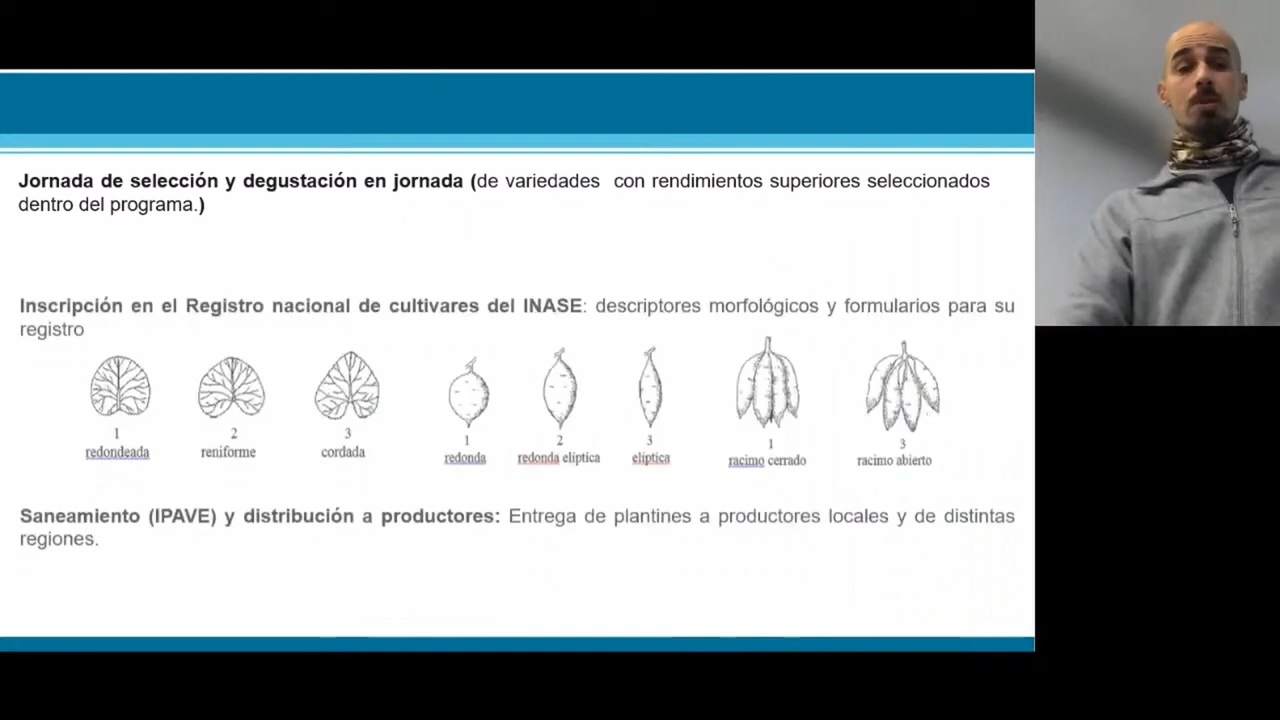 Jornada de selección y degustación en jornada (de variedades con rendimientos superiores seleccionados
dentro del programa.)
Inscripción en el Registro nacional de cultivares del INASE: descriptores morfológicos y formularios para su
registro
1
redondeada
2
reniforme
3
cordada
1
redonda
2
redonda elíptica
3
elíptica
1
racimo cerrado
3
racimo abierto
Saneamiento (IPAVE) y distribución a productores: Entrega de plantines a productores locales y de distintas
regiones.